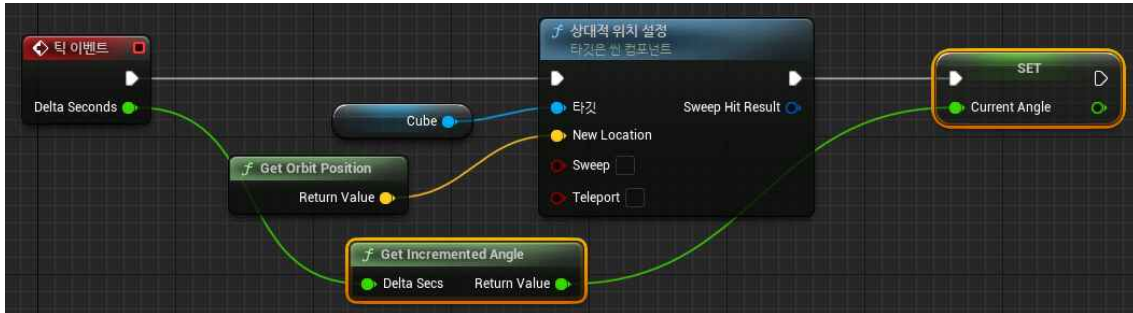 틱 이벤트
Delta Seconds
Cube
f Get Orbit Position
Return Value
f 상대적 위치 설정
타깃은 씬 컴포넌트
타깃 Sweep Hit Result
New Location
Sweep
Teleport
f Get Incremented Angle
Delta Secs Return Value
SET
Current Angle